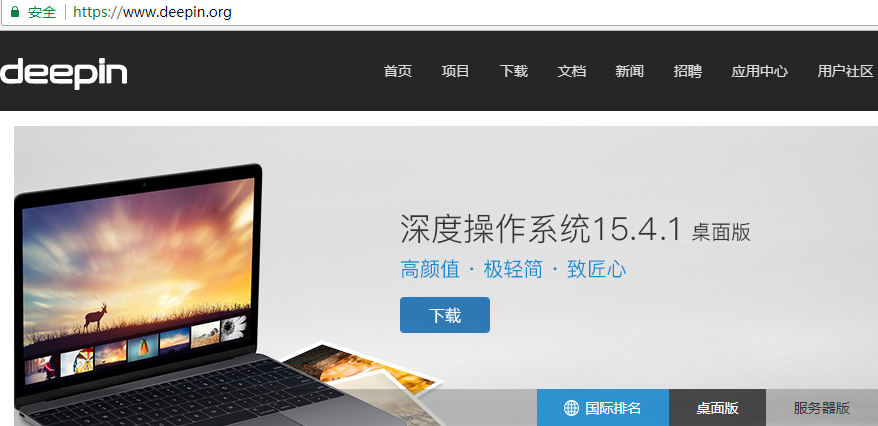 安全 https://www.deepin.org
deepin 首页 项目 下载 文档 新闻 招聘 应用中心 用户社区
深度操作系统15.4.1 桌面版
高颜值 · 极轻简 · 致匠心
下载
国际排名 桌面版 服务器版